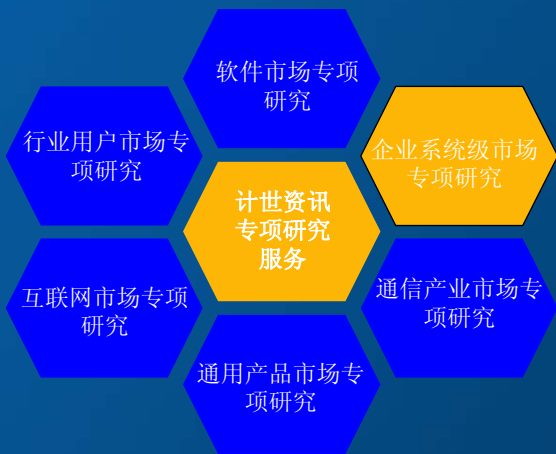 软件市场专项
研究
行业用户市场专
项研究
企业系统级市场
专项研究
计世资讯
专项研究
服务
互联网市场专项
研究
通信产业市场专
项研究
通用产品市场专
项研究